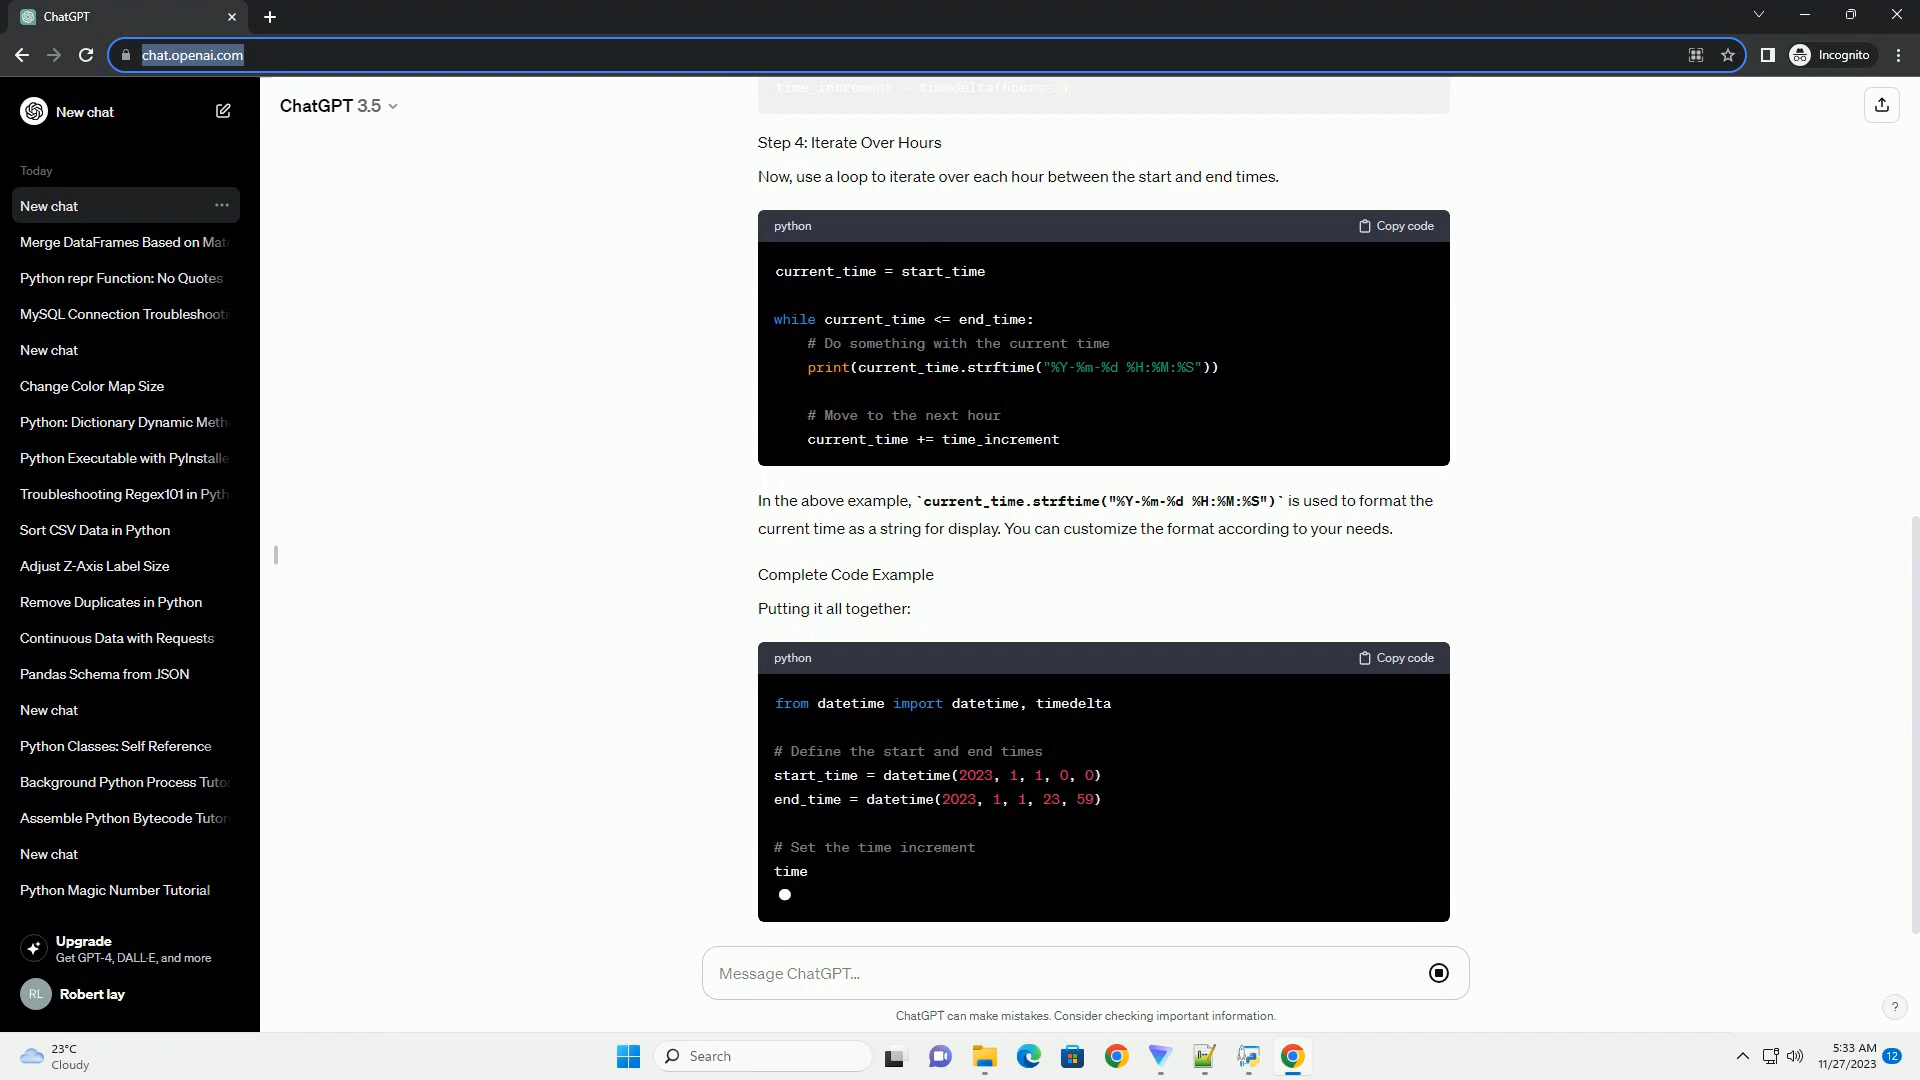 ChatGPT
chat.openai.com
Incognito
New chat
Today
New chat
Merge DataFrames Based on Mat
Python repr Function: No Quotes
MySQL Connection Troubleshooti
New chat
Change Color Map Size
Python: Dictionary Dynamic Meth
Python Executable with PyInstalle
Troubleshooting Regex101 in Pyth
Sort CSV Data in Python
Adjust Z-Axis Label Size
Remove Duplicates in Python
Continuous Data with Requests
Pandas Schema from JSON
New chat
Python Classes: Self Reference
Background Python Process Tuto
Assemble Python Bytecode Tutor
New chat
Python Magic Number Tutorial
Upgrade
Get GPT-4, DALL·E, and more
RL
Robert lay
ChatGPT 3.5
Step 4: Iterate Over Hours
Now, use a loop to iterate over each hour between the start and end times.
python
Copy code
current_time = start_time
while current_time <= end_time:
# Do something with the current time
print(current_time.strftime("%Y-%m-%d %H:%M:%S"))
# Move to the next hour
current_time += time_increment
In the above example, `current_time.strftime("%Y-%m-%d %H:%M:%S")` is used to format the
current time as a string for display. You can customize the format according to your needs.
Complete Code Example
Putting it all together:
python
Copy code
from datetime import datetime, timedelta
# Define the start and end times
start_time = datetime(2023, 1, 1, 0, 0)
end_time = datetime(2023, 1, 1, 23, 59)
# Set the time increment
time
Message ChatGPT...
ChatGPT can make mistakes. Consider checking important information.
?
23°C
Cloudy
Search
5:33 AM
11/27/2023
12